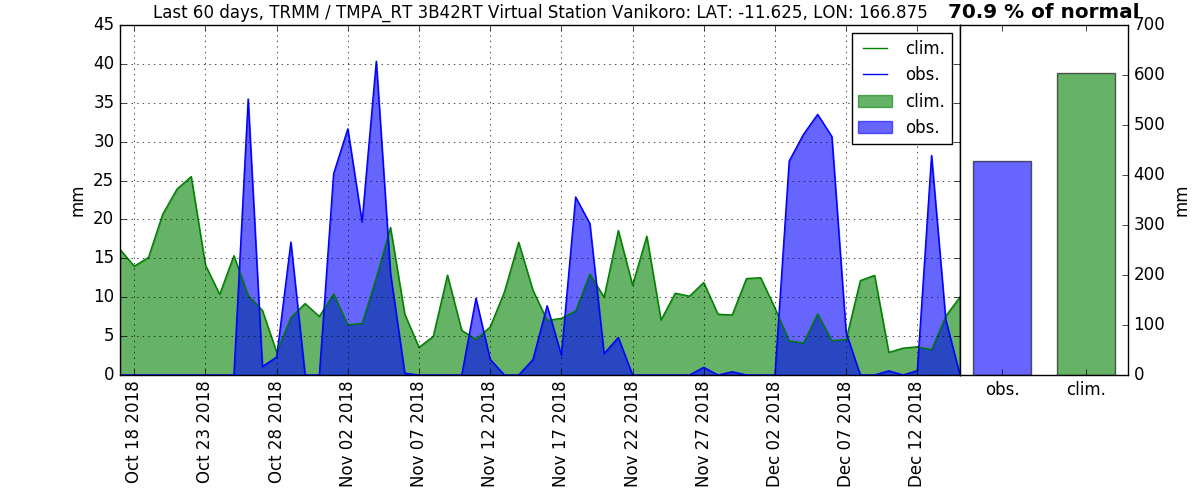 Last 60 days, TRMM / TMPA_RT 3B42RT Virtual Station Vanikoro: LAT: -11.625, LON: 166.875
70.9 % of normal
45
40
35
30
25
20
15
10
5
0
mm
clim.
obs.
clim.
obs.
700
600
500
400
300
200
100
0
mm
Oct 18 2018
Oct 23 2018
Oct 28 2018
Nov 02 2018
Nov 07 2018
Nov 12 2018
Nov 17 2018
Nov 22 2018
Nov 27 2018
Dec 02 2018
Dec 07 2018
Dec 12 2018
obs.
clim.